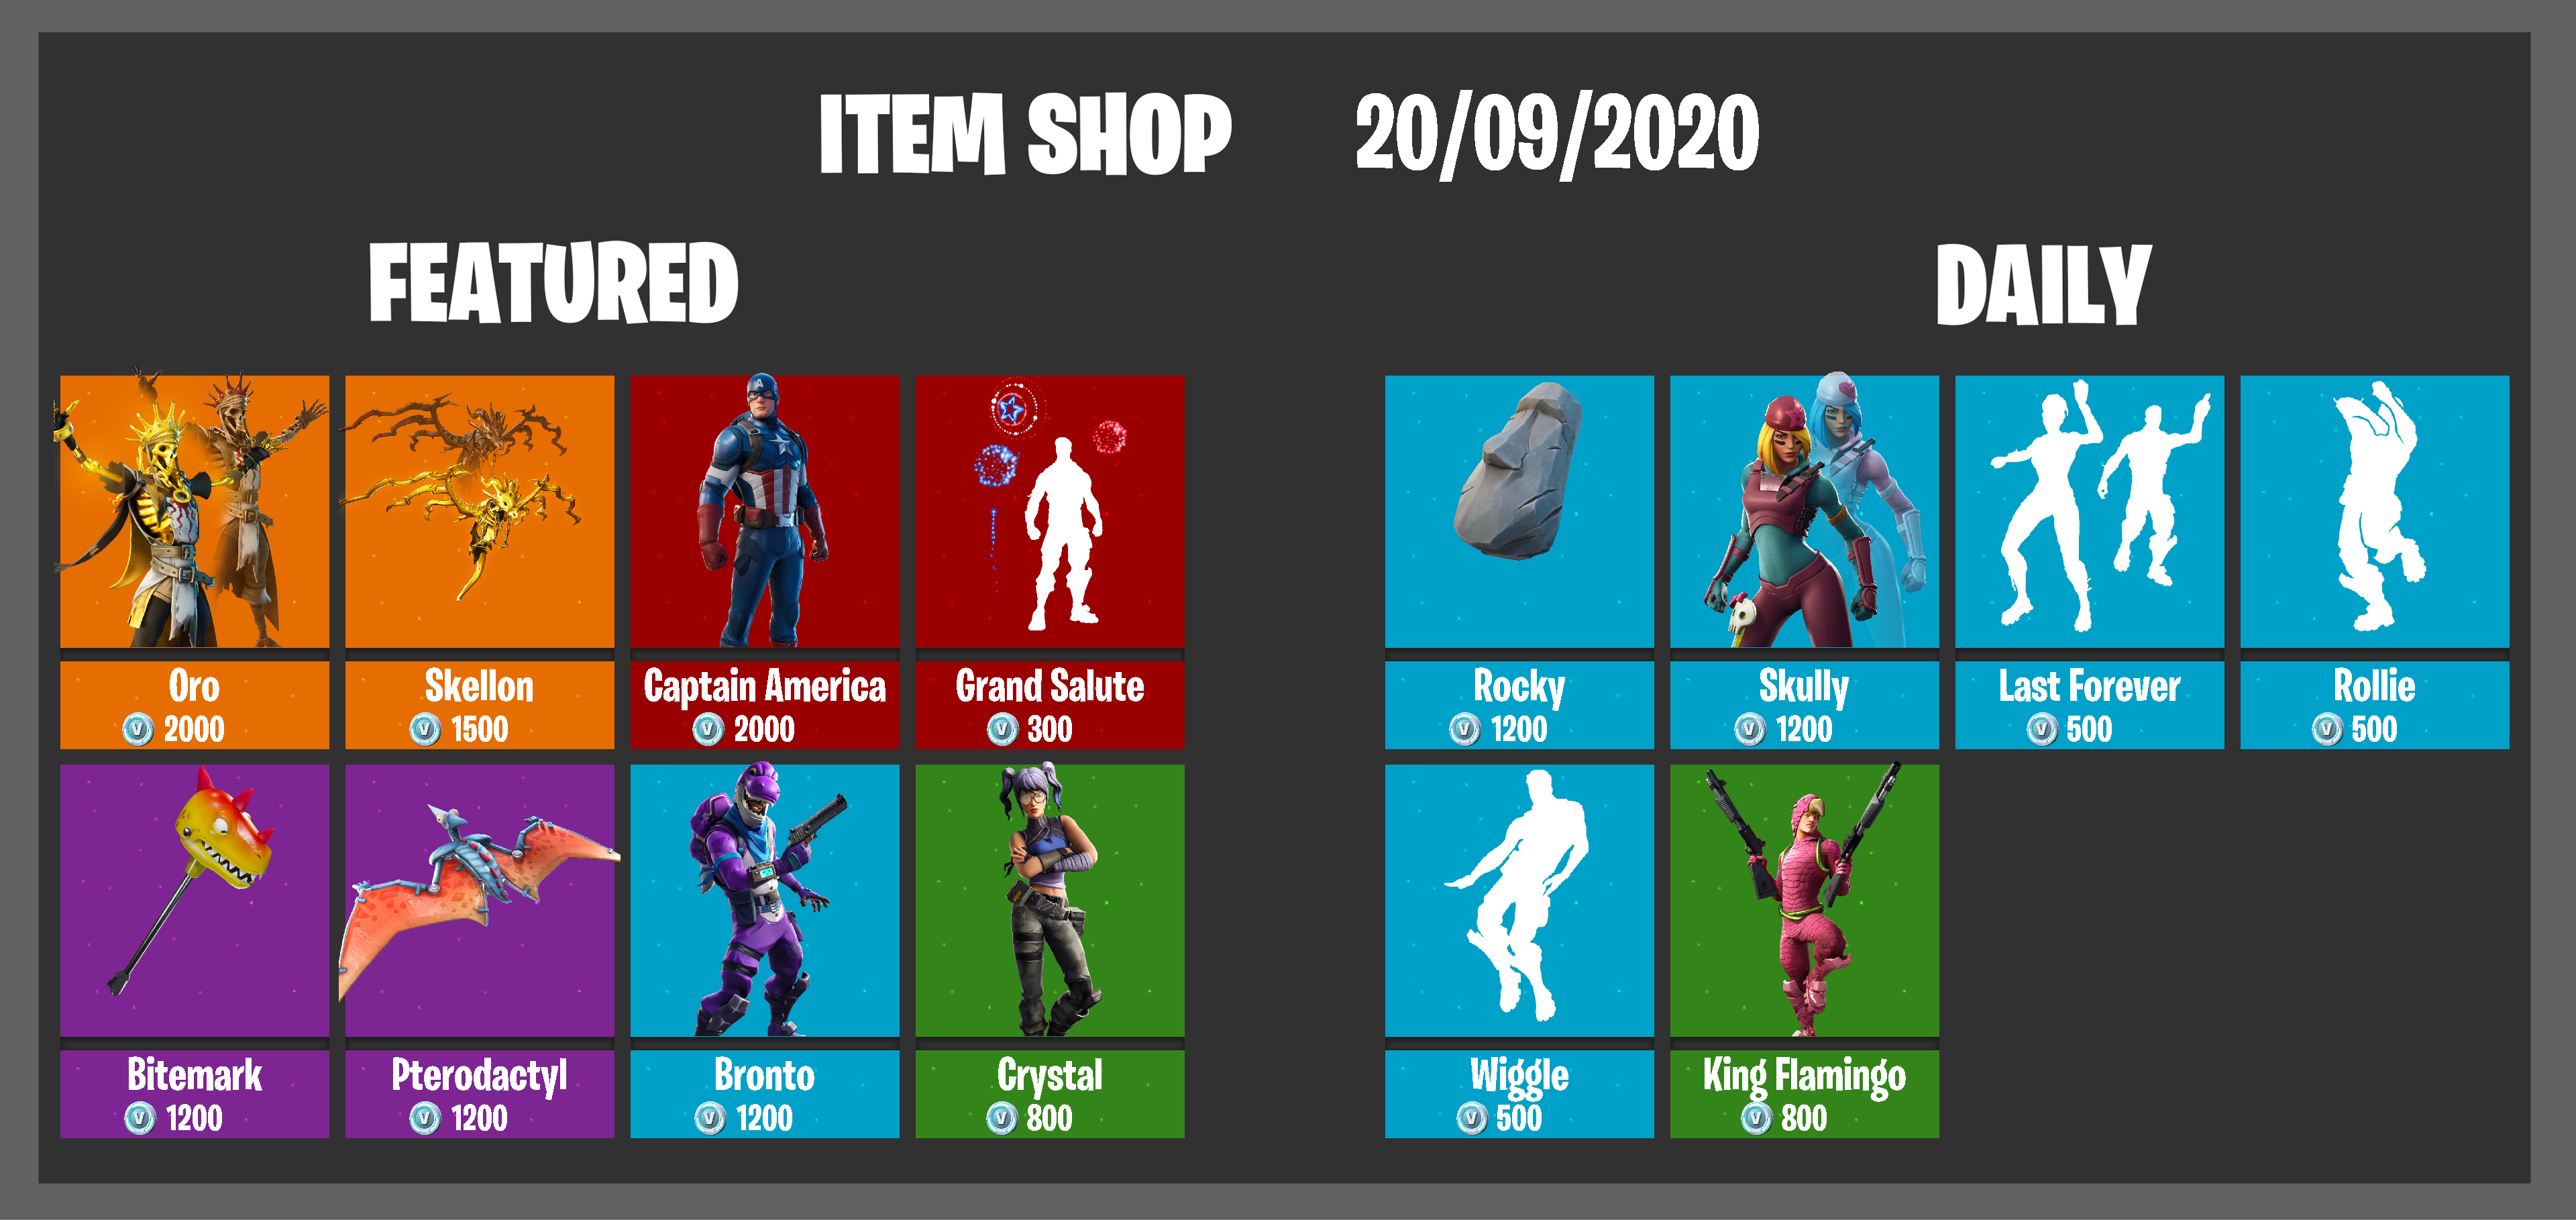 ITEM SHOP 20/09/2020
FEATURED
DAILY
Oro
2000
Skellon
1500
Captain America
2000
Grand Salute
300
Bitemark
1200
Pterodactyl
1200
Bronto
1200
Crystal
800
Rocky
1200
Skully
1200
Last Forever
500
Rollie
500
Wiggle
500
King Flamingo
800